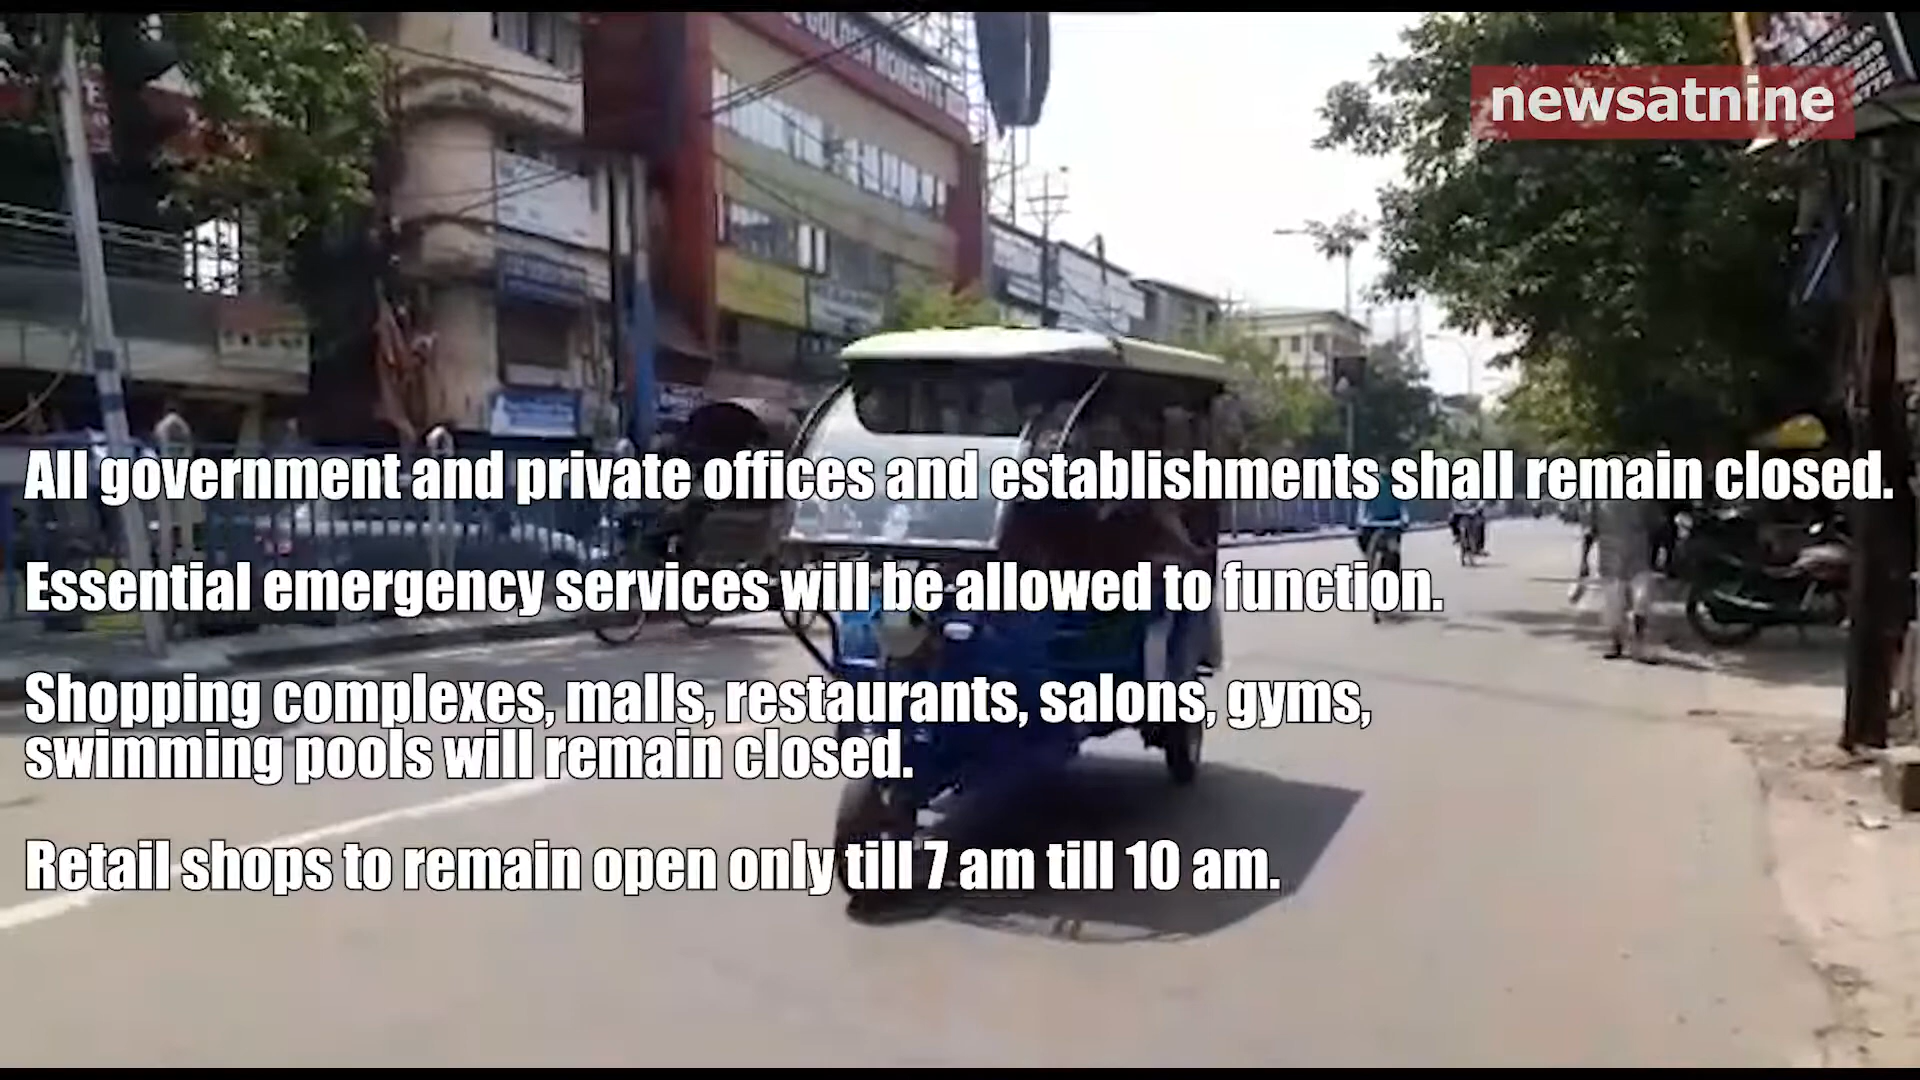 GOLDEN MOMENTS
newsatnine
All government and private offices and establishments shall remain closed.
Essential emergency services will be allowed to function.
Shopping complexes, malls, restaurants, salons, gyms,
swimming pools will remain closed.
Retail shops to remain open only till 7 am till 10 am.